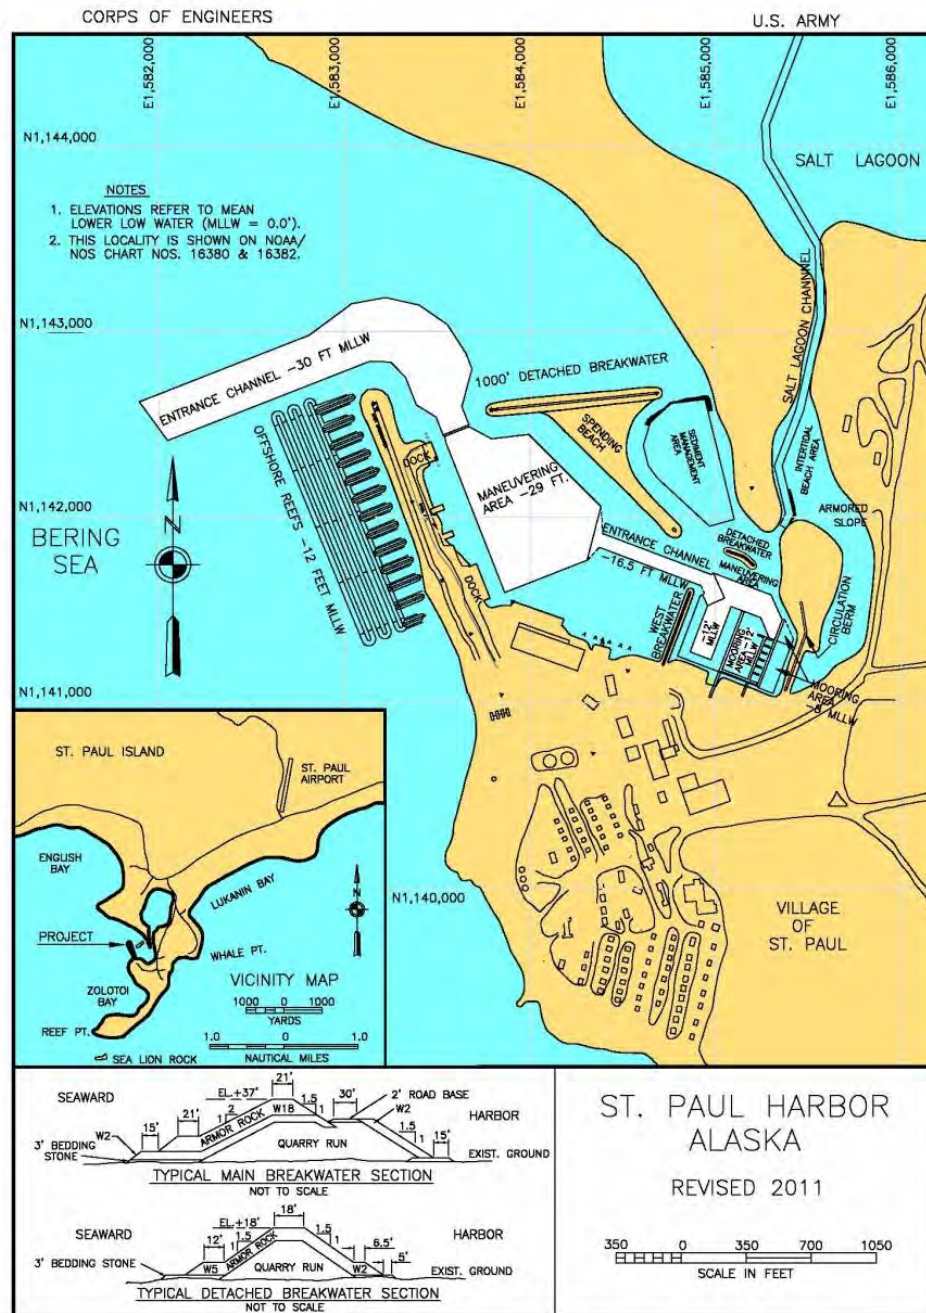 CORPS OF ENGINEERS
U.S. ARMY
E1,582,000
E1,583,000
E1,584,000
E1,585,000
E1,586,000
N1,144,000
SALT LAGOON
NOTES
1. ELEVATIONS REFER TO MEAN
LOWER LOW WATER (MLLW = 0.0').
2. THIS LOCALITY IS SHOWN ON NOAA/
NOS CHART NOS. 16380 & 16382.
N1,143,000
SALT LAGOON CHANNNEL
ENTRANCE CHANNEL -30 FT MLLW
1000' DETACHED BREAKWATER
SPENDING
BEACH
SEDIMENT
MANAGEMENT
AREA
INTERTIDAL
BEACH AREA
OFFSHORE REEFS -12 FEET MLLW
DOCK
MANEUVERING
AREA -29 FT.
N1,142,000
ARMORED
SLOPE
BERING
SEA
N
ENTRANCE CHANNEL
-16.5 FT MLLW
DETACHED
BREAKWATER
MANEUVERING
AREA
DOCK
WEST
BREAKWATER
-12'
MLLW
MOORING
AREA -12'
MLLW
CIRCULATION
BERM
MOORING
AREA
-8 MLLW
N1,141,000
ST. PAUL ISLAND
ST. PAUL
AIRPORT
ENGLISH
BAY
LUKANIN BAY
N
N1,140,000
PROJECT
WHALE PT.
VILLAGE
OF
ST. PAUL
ZOLOTOI
BAY
VICINITY MAP
1000 0 1000
YARDS
REEF PT.
1.0 0 1.0
NAUTICAL MILES
SEA LION ROCK
SEAWARD
EL.+37'
21'
1.5
1
30'
2' ROAD BASE
W2
HARBOR
21'
2
1
W18
15'
W2
ARMOR ROCK
1.5
1
15'
3' BEDDING
STONE
QUARRY RUN
EXIST. GROUND
TYPICAL MAIN BREAKWATER SECTION
NOT TO SCALE
SEAWARD
EL.+18'
18'
1.5
1
HARBOR
12'
1.5
1
ARMOR ROCK
6.5'
5'
3' BEDDING STONE
W5
QUARRY RUN
W2
EXIST. GROUND
TYPICAL DETACHED BREAKWATER SECTION
NOT TO SCALE
ST. PAUL HARBOR
ALASKA
REVISED 2011
350 0 350 700 1050
SCALE IN FEET